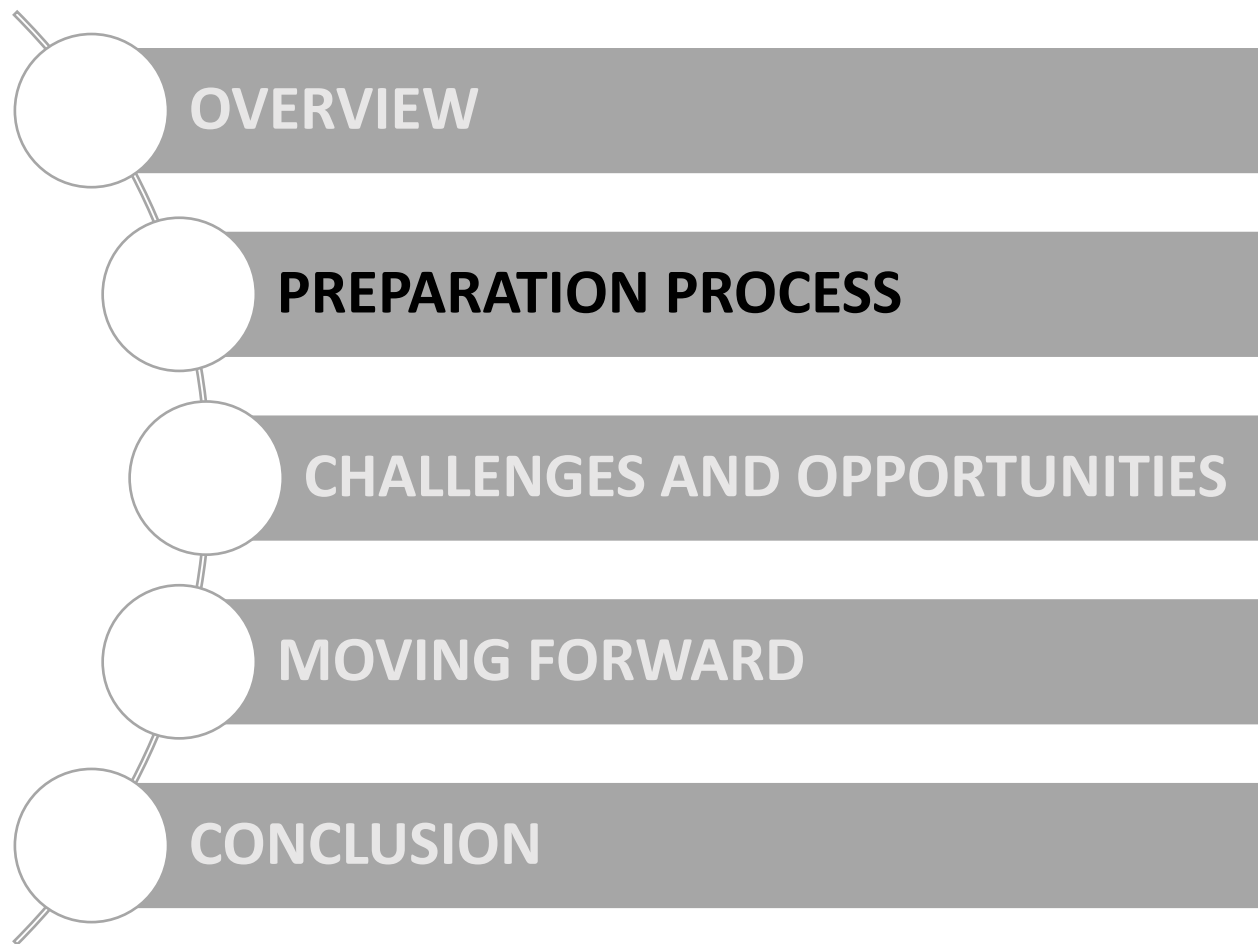 OVERVIEW
PREPARATION PROCESS
CHALLENGES AND OPPORTUNITIES
MOVING FORWARD
CONCLUSION